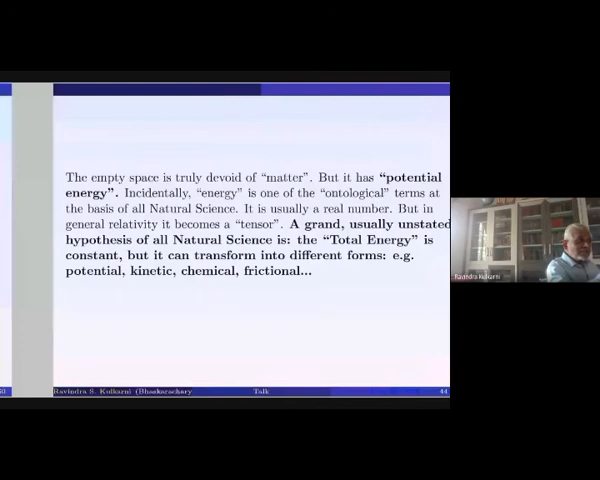 The empty space is truly devoid of “matter”. But it has “potential
energy”. Incidentally, “energy” is one of the “ontological” terms at
the basis of all Natural Science. It is usually a real number. But in
general relativity it becomes a “tensor”. A grand, usually unstated
hypothesis of all Natural Science is: the “Total Energy” is
constant, but it can transform into different forms: e.g.
potential, kinetic, chemical, frictional...
Ravindra Kulkarni
Ravindra S. Kulkarni (Bhaskarachary
Talk
44